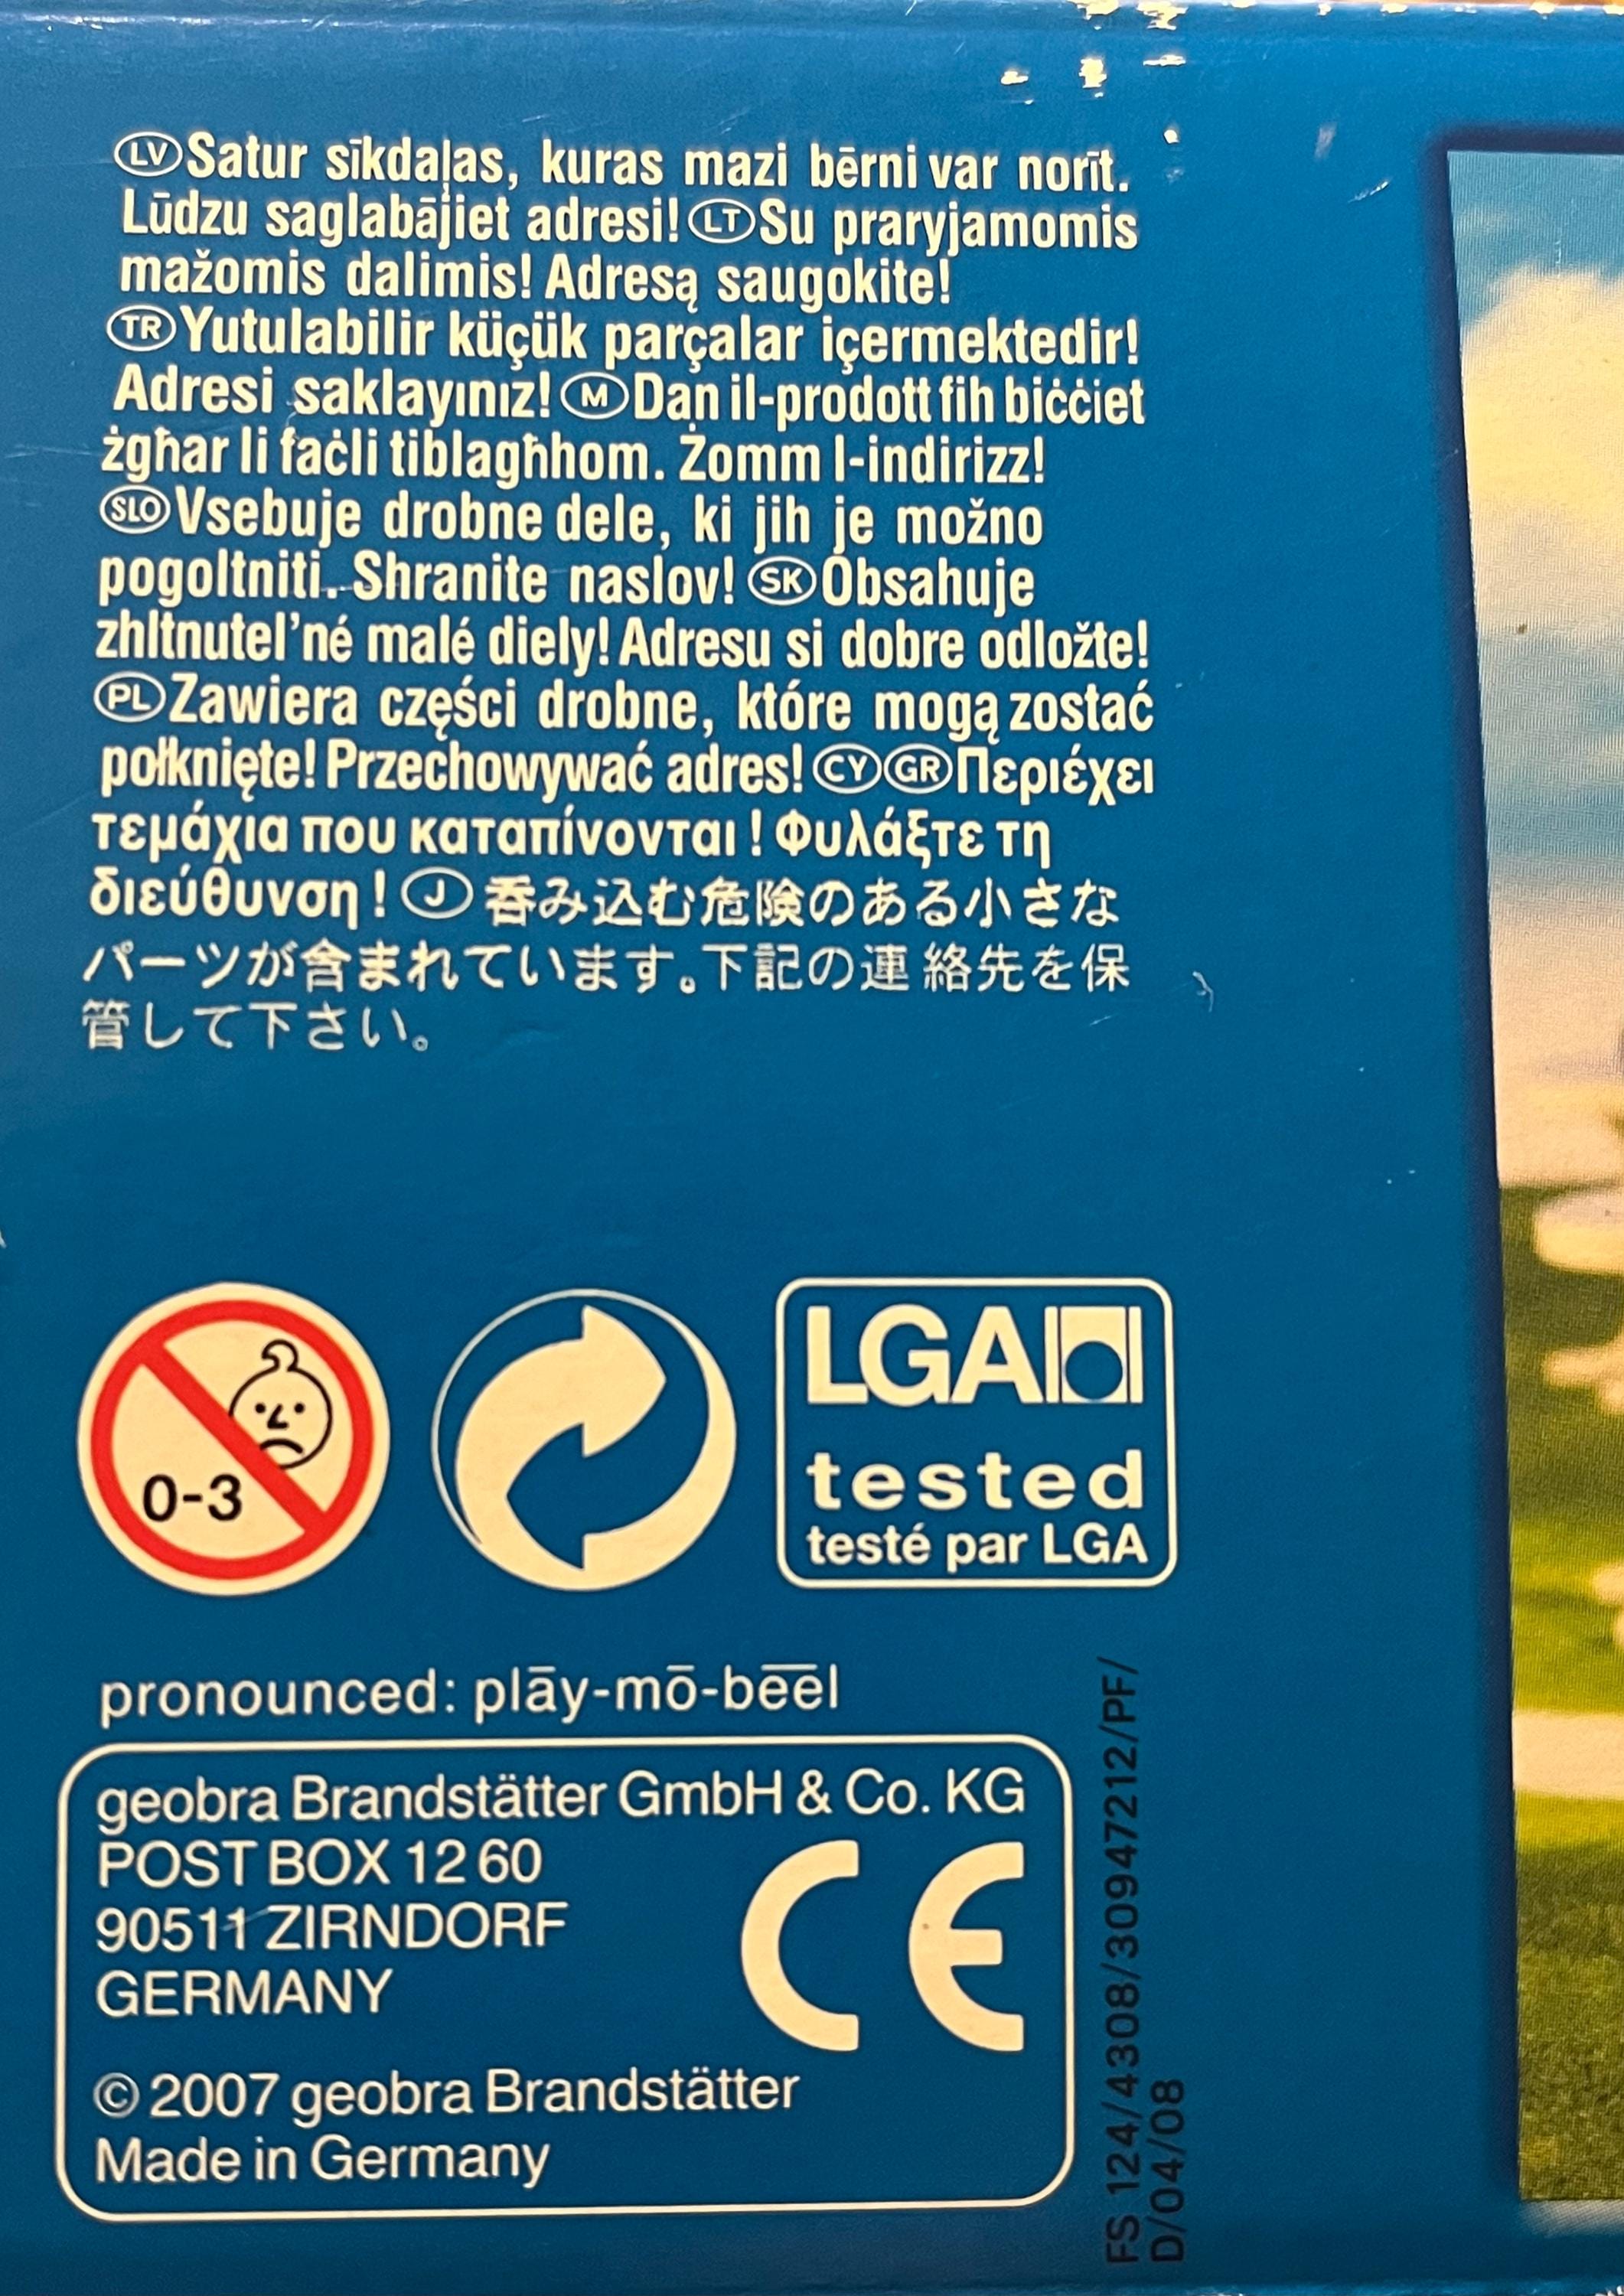 LV Satur sīkdaļas, kuras mazi bērni var norīt.
Lūdzu saglabājiet adresi! LT Su praryjamomis
mažomis dalimis! Adresą saugokite!
TR Yutulabilir küçük parçalar içermektedir!
Adresi saklayınız! M Dan il-prodott fih biċċiet
żgħar li faċli tiblagħhom. Żomm l-indirizz!
SLO Vsebuje drobne dele, ki jih je možno
pogoltniti. Shranite naslov! SK Obsahuje
zhltnutel’né malé diely! Adresu si dobre odložte!
PL Zawiera części drobne, które mogą zostać
połknięte! Przechowywać adres! CY GR Περιέχει
τεμάχια που καταπίνονται ! Φυλάξτε τη
διεύθυνση ! J 呑み込む危険のある小さな
パーツが含まれています。下記の連絡先を保
管して下さい。
0-3
LGA
tested
testé par LGA
pronounced: plāy-mō-bēēl
geobra Brandstätter GmbH & Co. KG
POST BOX 12 60
90511 ZIRNDORF
GERMANY
CE
© 2007 geobra Brandstätter
Made in Germany
FS 124/4308/30947212/PF/
D/04/08